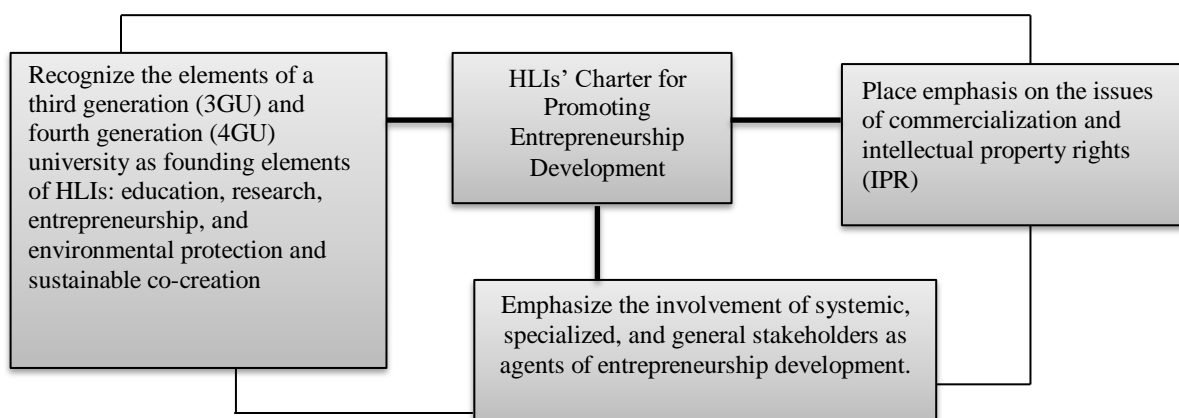 Recognize the elements of a
third generation (3GU) and
fourth generation (4GU)
university as founding elements
of HLIs: education, research,
entrepreneurship, and
environmental protection and
sustainable co-creation
HLIs’ Charter for
Promoting
Entrepreneurship
Development
Place emphasis on the issues
of commercialization and
intellectual property rights
(IPR)
Emphasize the involvement of systemic,
specialized, and general stakeholders as
agents of entrepreneurship development.